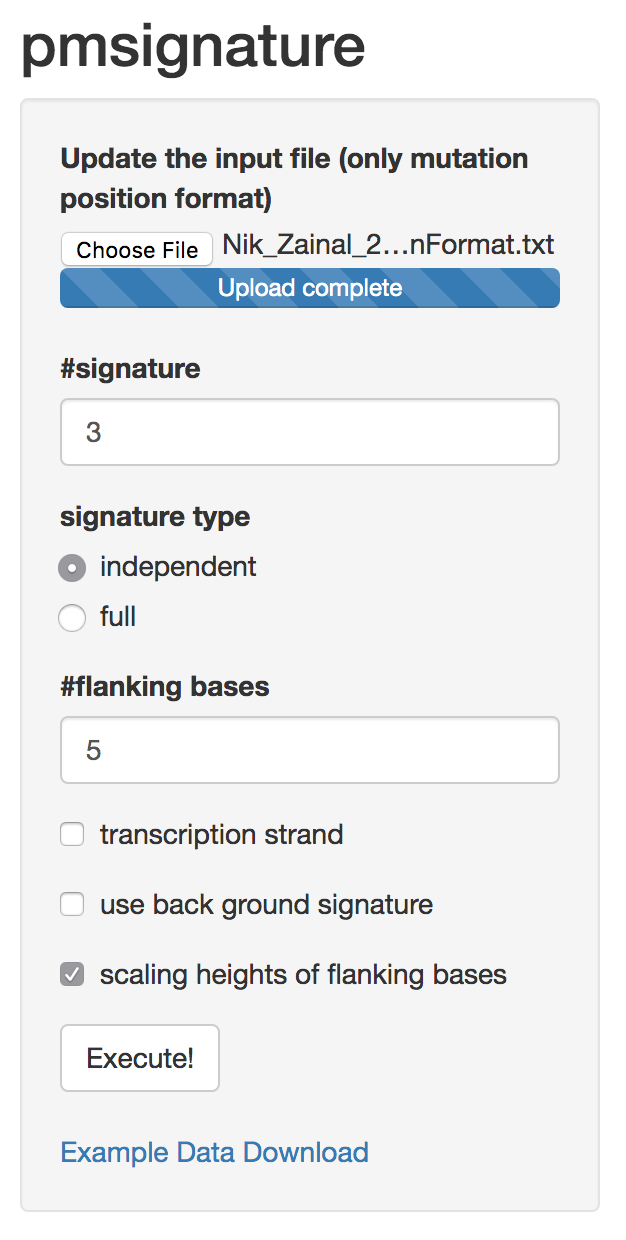 pmsignature
Update the input file (only mutation
position format)
Choose File Nik_Zainal_2...nFormat.txt
Upload complete
#signature
3
signature type
independent
full
#flanking bases
5
transcription strand
use back ground signature
scaling heights of flanking bases
Execute!
Example Data Download